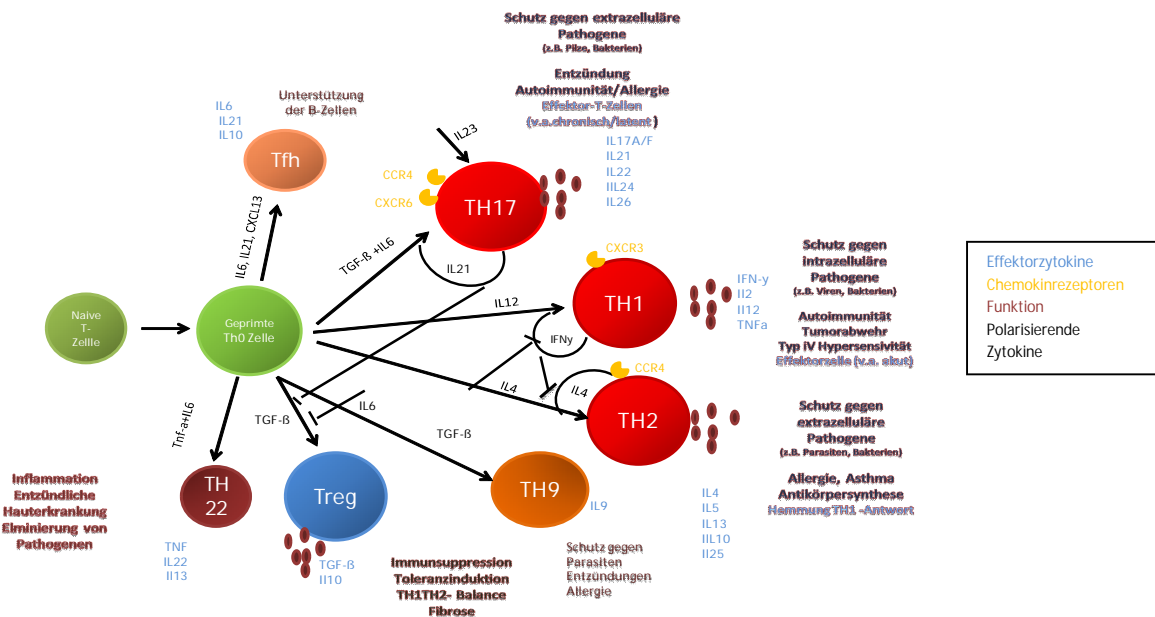 Schutz gegen extrazelluläre
Pathogene
(z.B. Pilze, Bakterien)
Entzündung
Autoimmunität/Allergie
Effektor-T-Zellen
(v.a.chronisch/latent )
IL17A/F
IL21
IL22
IIL24
IL26
Unterstützung
der B-Zellen
IL6
IL21
IL10
Tfh
IL6, IL21, CXCL13
IL23
CCR4
CXCR6
TH17
TGF-ß +IL6
IL21
Naive
T-
Zellle
Geprimte
Th0 Zelle
IL12
CXCR3
TH1
IFNy
IFN-y
Il2
Il12
TNFa
Schutz gegen
intrazelluläre
Pathogene
(z.B. Viren, Bakterien)
Autoimmunität
Tumorabwehr
Typ iV Hypersensivität
Effektorzelle (v.a. akut)
IL4
IL4
CCR4
TH2
Schutz gegen
extrazelluläre
Pathogene
(z.B. Parasiten, Bakterien)
Allergie, Asthma
Antikörpersynthese
Hemmung TH1 -Antwort
IL4
IL5
IL13
IIL10
Il25
Tnf-a+IL6
TGF-ß
IL6
TGF-ß
TH
22
Inflammation
Entzündliche
Hauterkrankung
Elminierung von
Pathogenen
TNF
IL22
Il13
Treg
TGF-ß
Il10
Immunsuppression
Toleranzinduktion
TH1TH2- Balance
Fibrose
TH9
IL9
Schutz gegen
Parasiten
Entzündungen
Allergie
Effektorzytokine
Chemokinrezeptoren
Funktion
Polarisierende
Zytokine